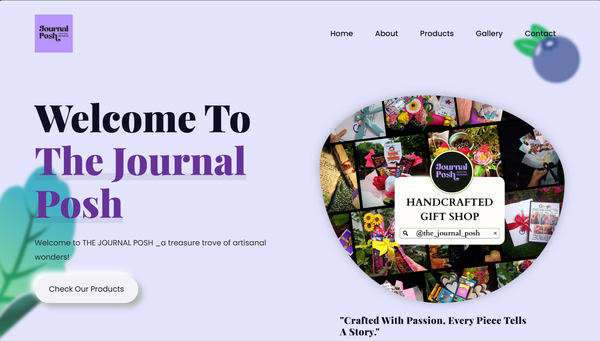 Journal
Posh
Home
About
Products
Gallery
Contact
Welcome To
The Journal
Posh
Welcome to THE JOURNAL POSH _a treasure trove of artisanal
wonders!
Check Our Products
Journal
Posh
HANDCRAFTED
GIFT SHOP
@the_journal_posh ×
"Crafted With Passion, Every Piece Tells
A Story."